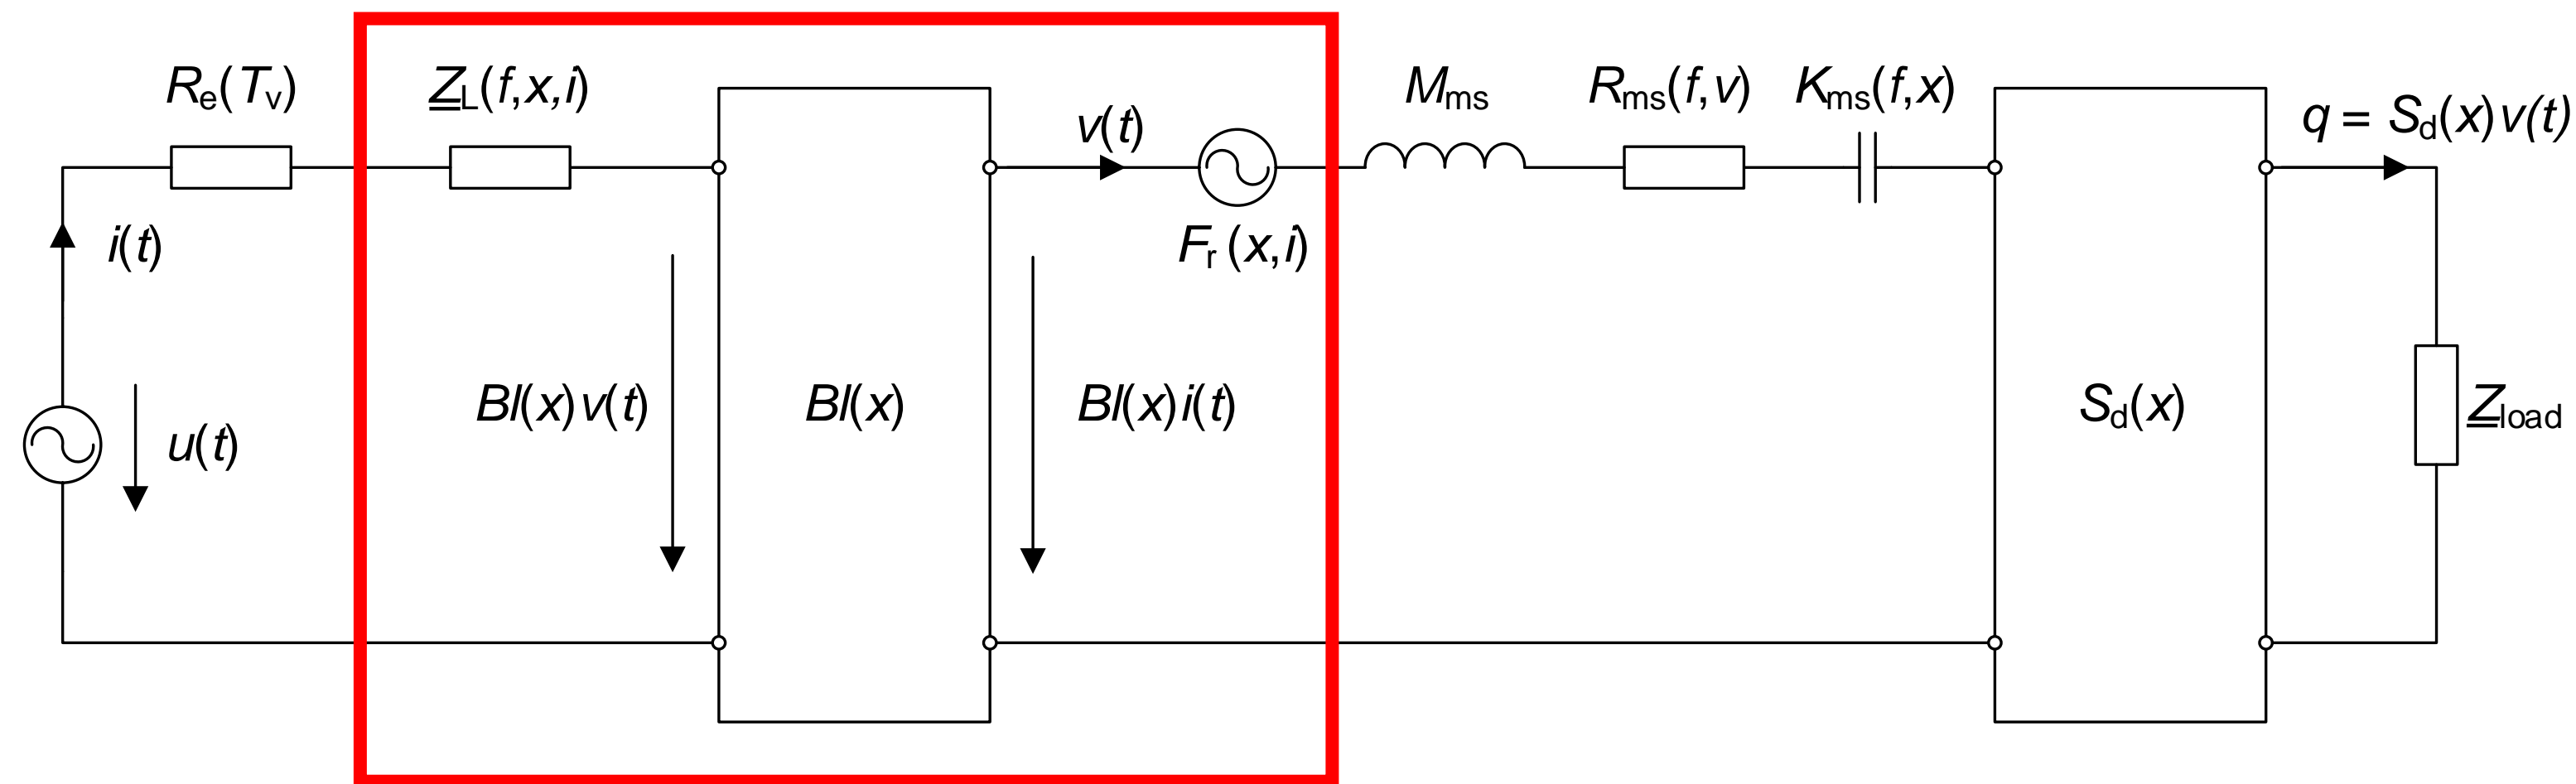 Re(Tv)
ZL(f,x,i)
v(t)
Mms
Rms(f,v)
Kms(f,x)
q = Sd(x)v(t)
i(t)
Fr(x,i)
u(t)
Bl(x)v(t)
Bl(x)
Bl(x)i(t)
Sd(x)
Zload